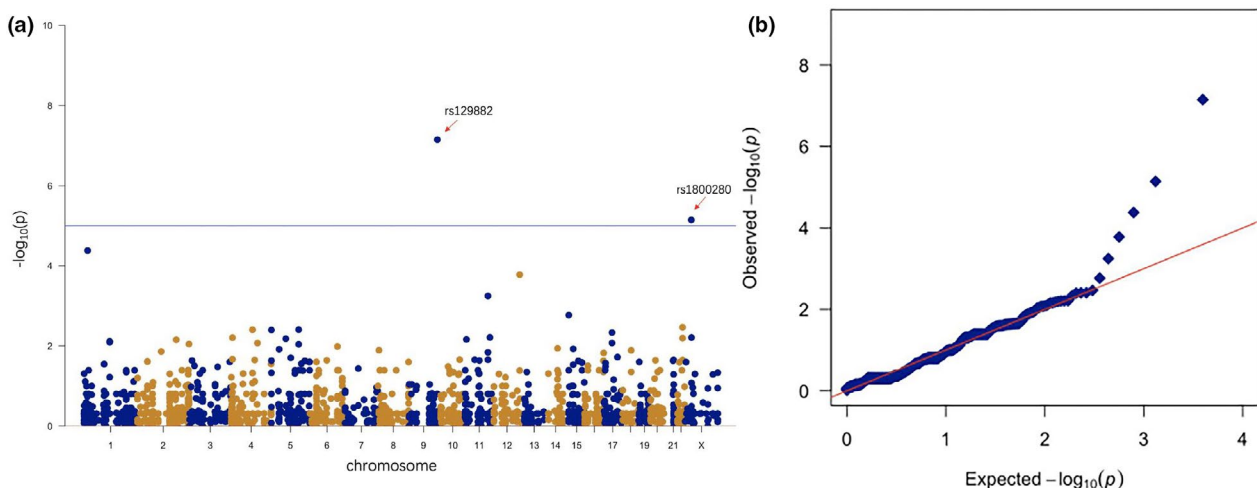 (a)
10
8
6
4
2
0
-log10(p)
rs129882
rs1800280
1 2 3 4 5 6 7 8 9 10 11 12 13 14 15 17 19 21 X
chromosome
(b)
8
6
4
2
0
Observed −log10(p)
0 1 2 3 4
Expected −log10(p)